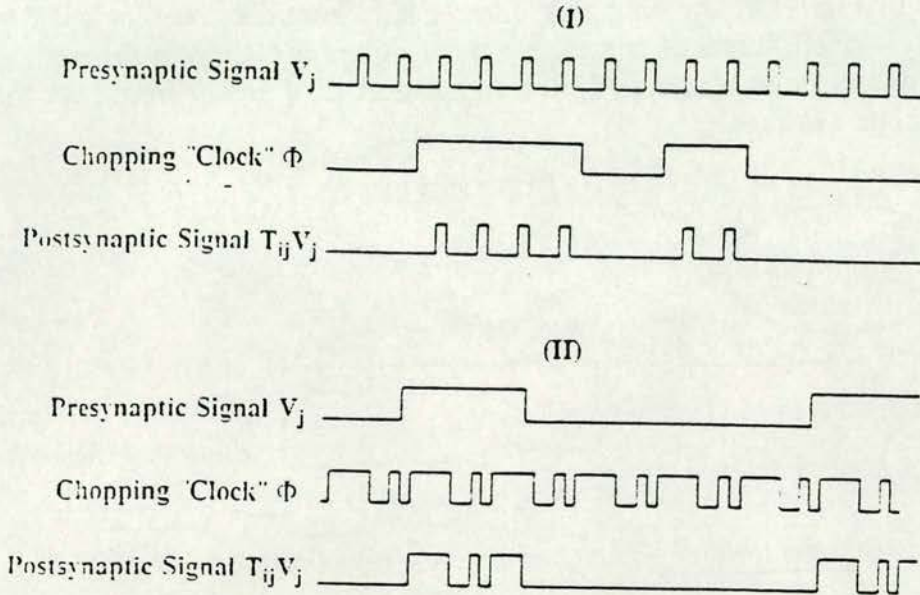 (I)
Presynaptic Signal Vj
Chopping "Clock" Φ
Postsynaptic Signal TijVj
(II)
Presynaptic Signal Vj
Chopping "Clock" Φ
Postsynaptic Signal TijVj